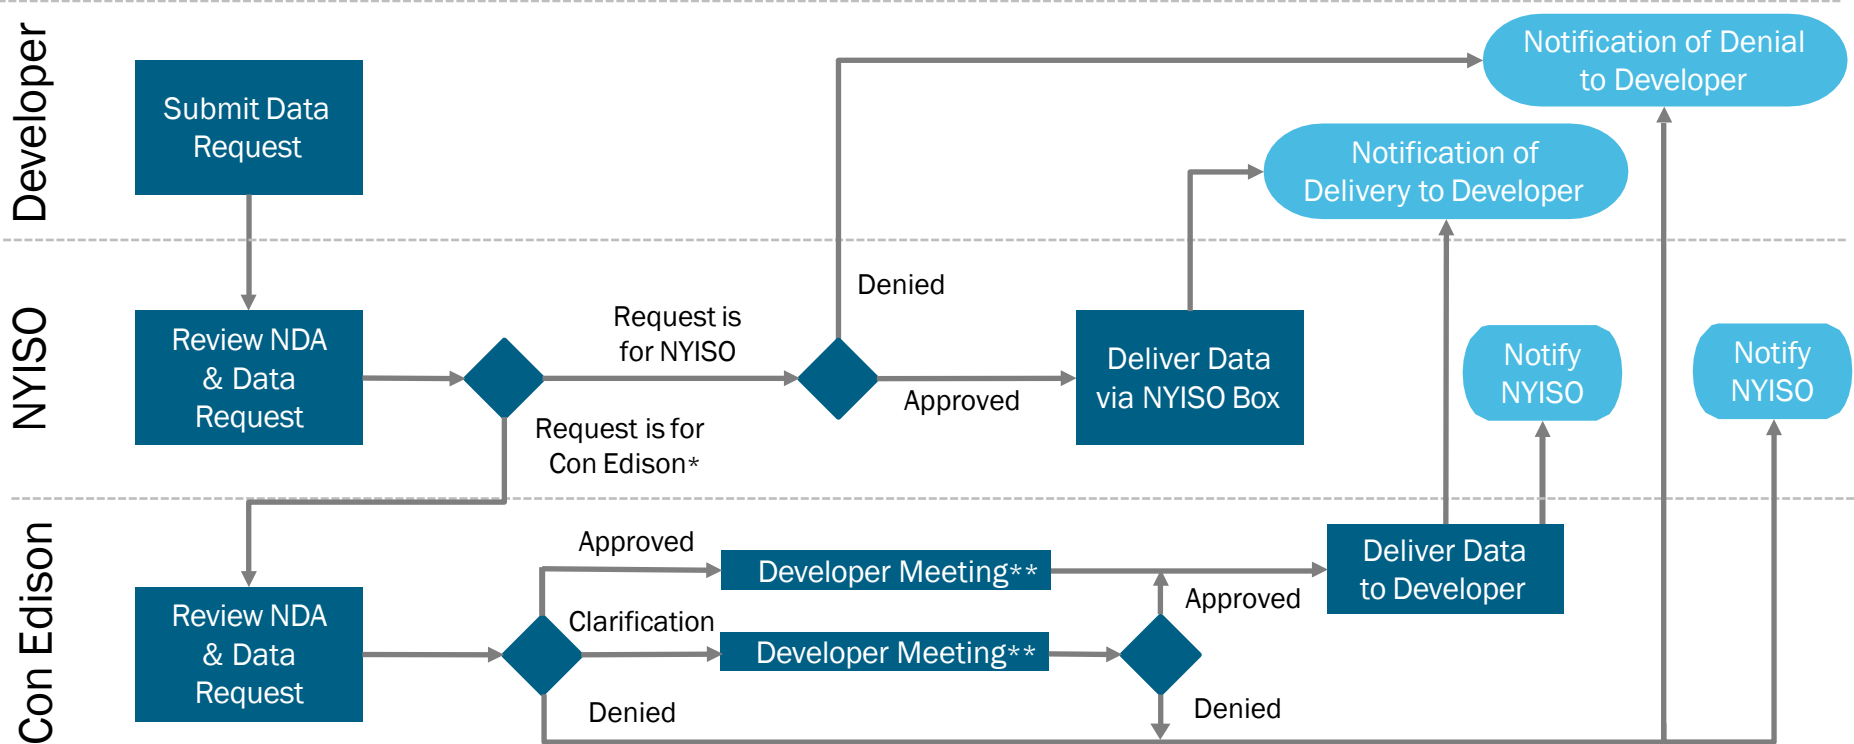 Developer
Submit Data
Request
Notification of Denial
to Developer
Notification of
Delivery to Developer
NYISO
Review NDA
& Data
Request
Request is
for NYISO
Request is for
Con Edison*
Denied
Approved
Deliver Data
via NYISO Box
Notify
NYISO
Notify
NYISO
Con Edison
Review NDA
& Data
Request
Approved
Developer Meeting**
Clarification
Developer Meeting**
Denied
Approved
Denied
Deliver Data
to Developer